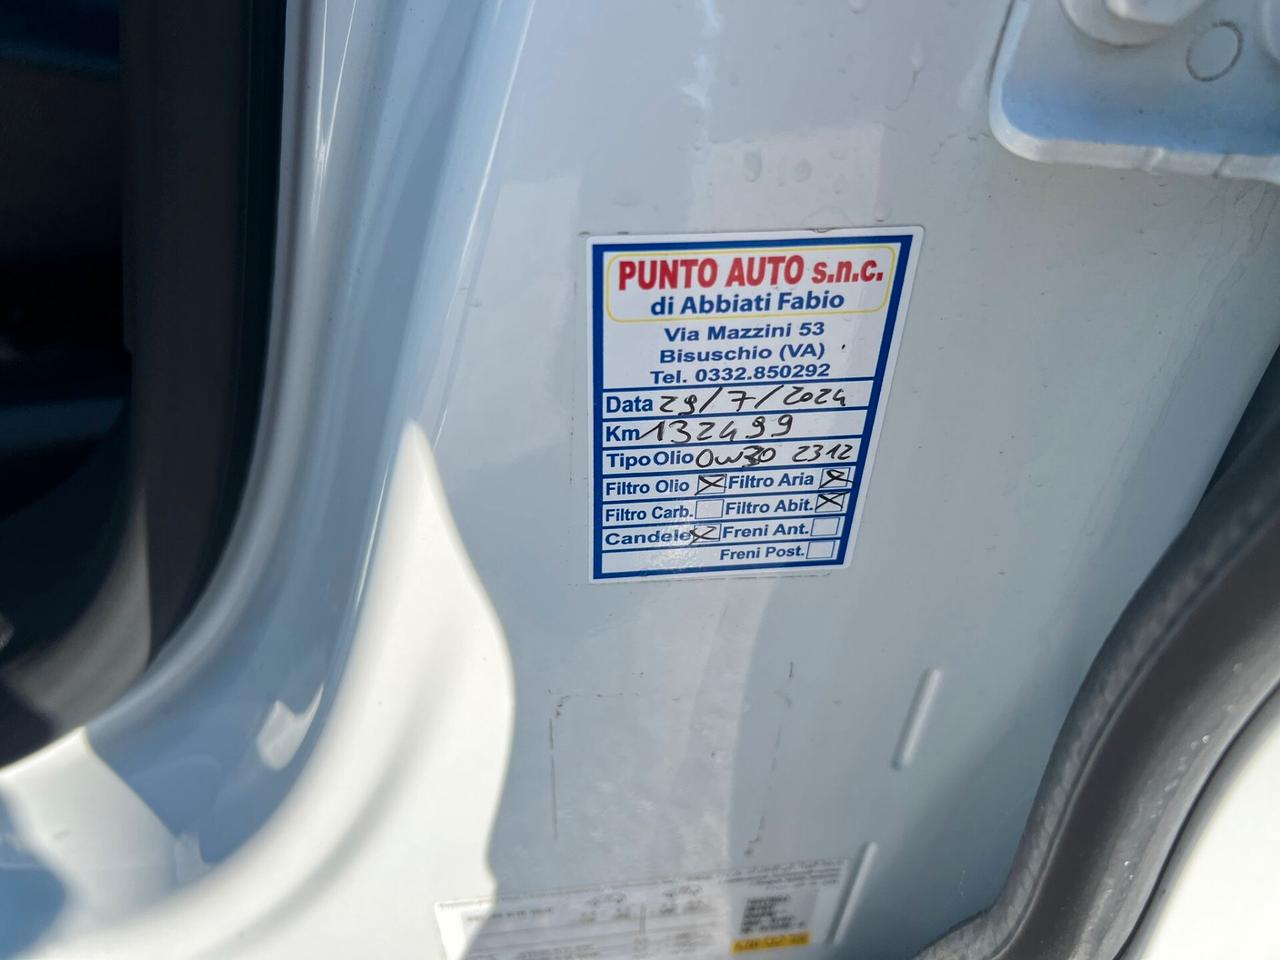 PUNTO AUTO s.n.c.
di Abbiati Fabio
Via Mazzini 53
Bisuschio (VA)
Tel. 0332.850292
Data 29/7/2024
Km 132499
Tipo Olio 0W30 2312
Filtro Olio Filtro Aria
Filtro Carb. Filtro Abit.
Candele Freni Ant.
Freni Post.